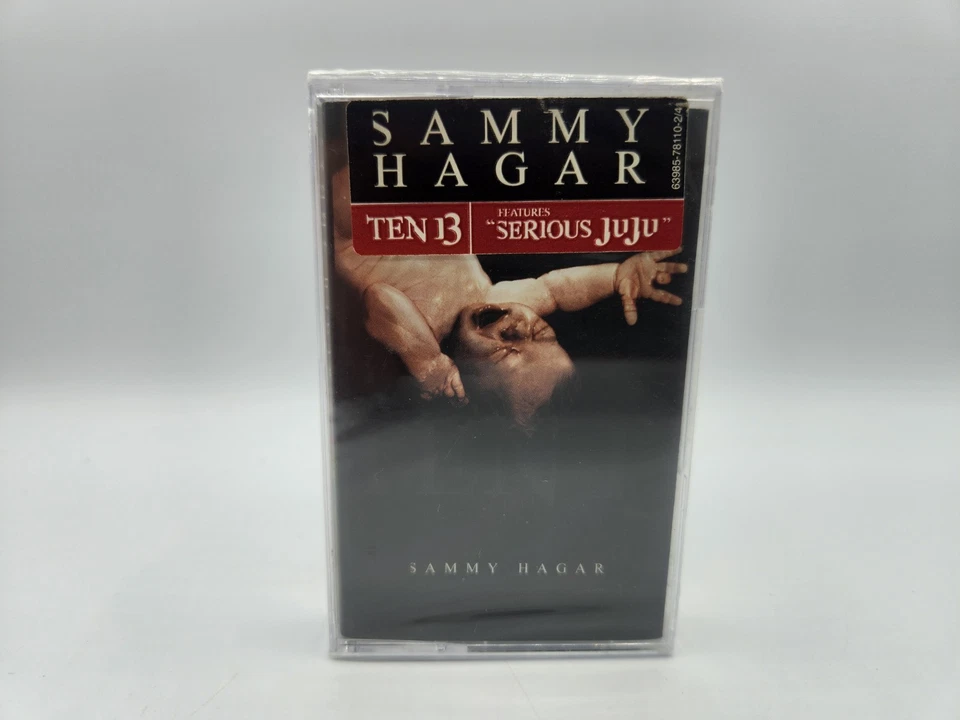 SAMMY
HAGAR
63985-78110-2/4
TEN 13
FEATURES
"SERIOUS JUJU"
SAMMY HAGAR